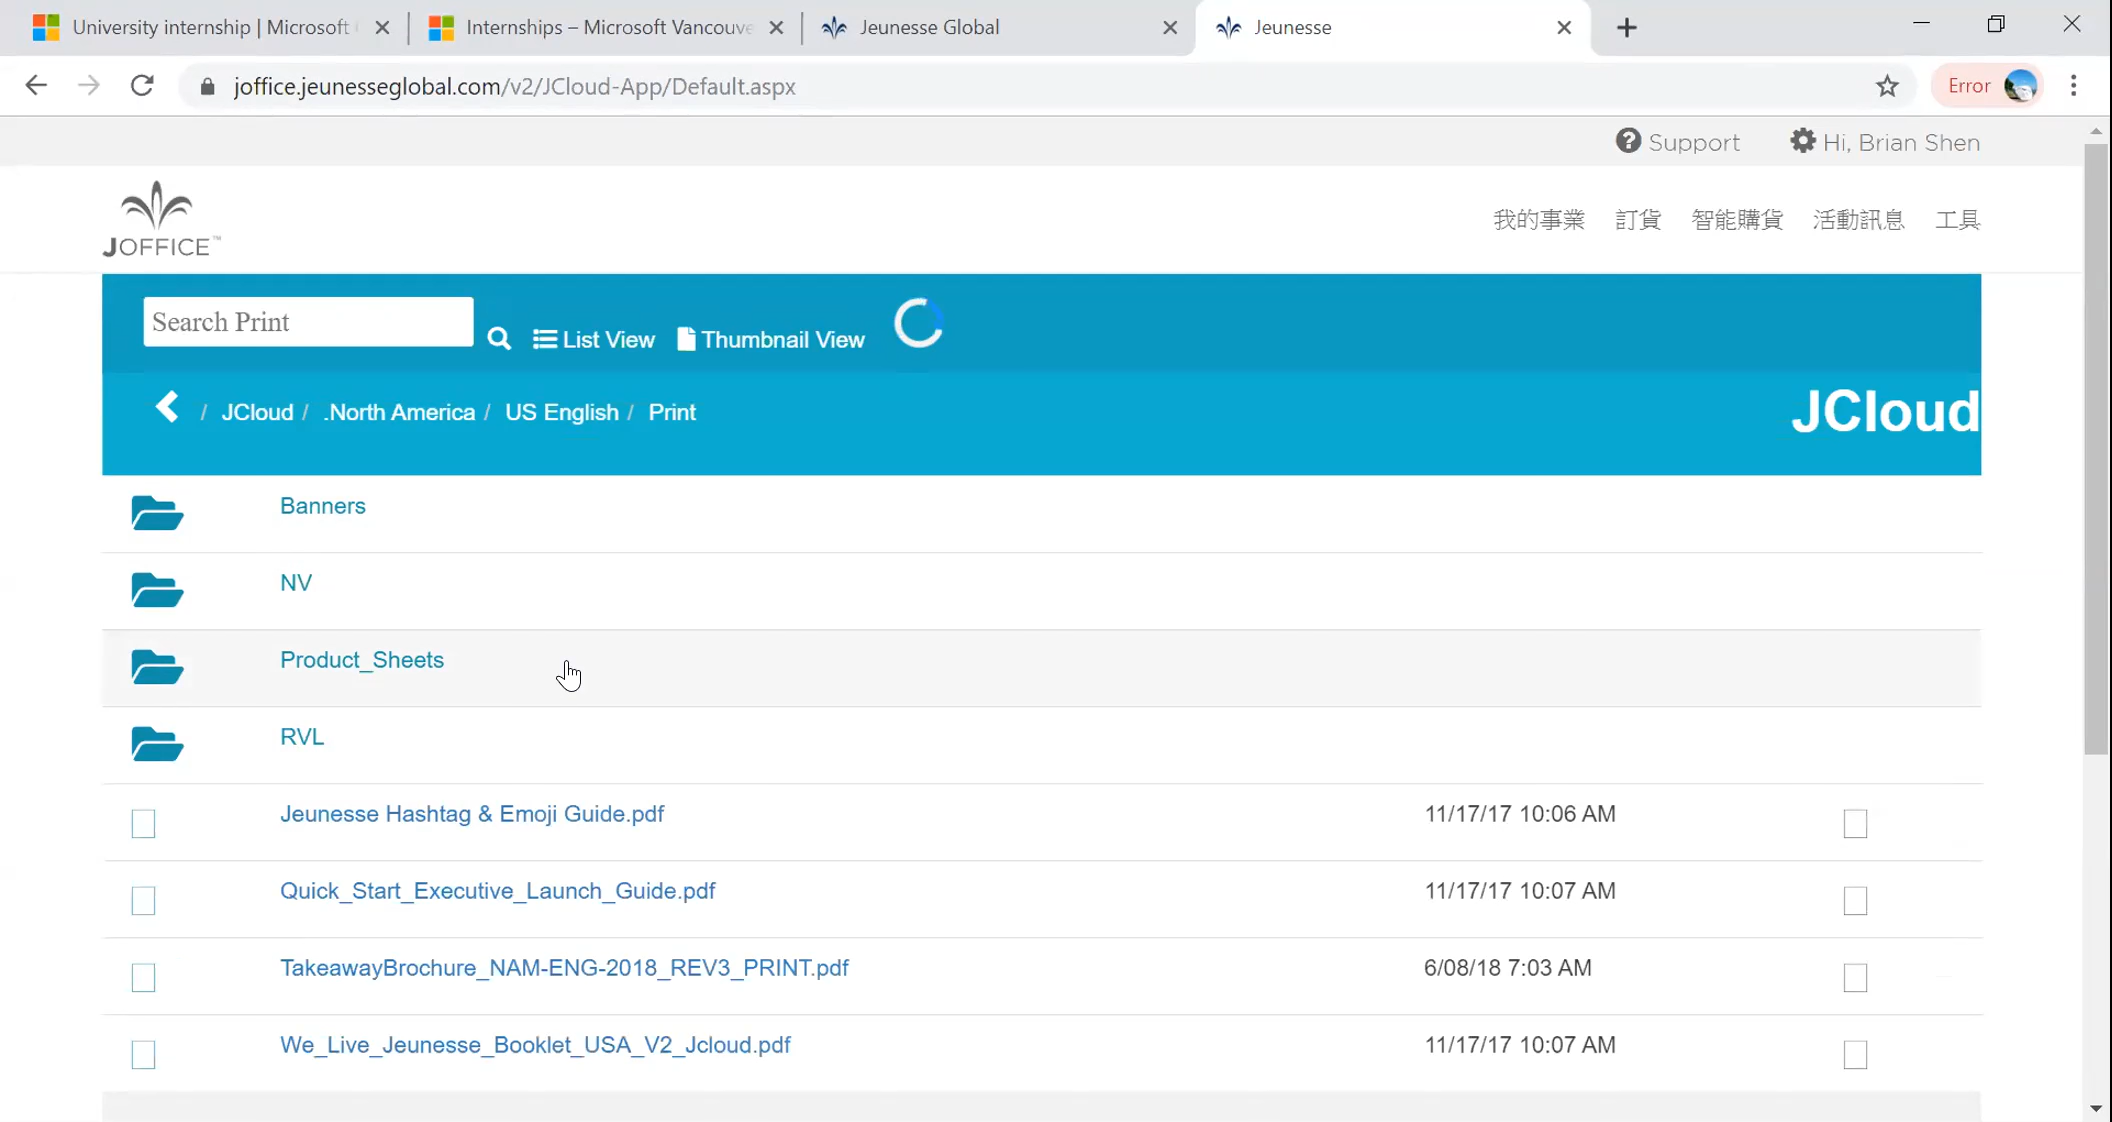 University internship | Microsoft
Internships – Microsoft Vancouve
Jeunesse Global
Jeunesse
joffice.jeunesseglobal.com/v2/JCloud-App/Default.aspx
Error
Support
Hi, Brian Shen
JOFFICE™
我的事業
訂貨
智能購貨
活動訊息
工具
Search Print
List View
Thumbnail View
/ JCloud / .North America / US English / Print
JCloud
Banners
NV
Product_Sheets
RVL
Jeunesse Hashtag & Emoji Guide.pdf 11/17/17 10:06 AM
Quick_Start_Executive_Launch_Guide.pdf 11/17/17 10:07 AM
TakeawayBrochure_NAM-ENG-2018_REV3_PRINT.pdf 6/08/18 7:03 AM
We_Live_Jeunesse_Booklet_USA_V2_Jcloud.pdf 11/17/17 10:07 AM